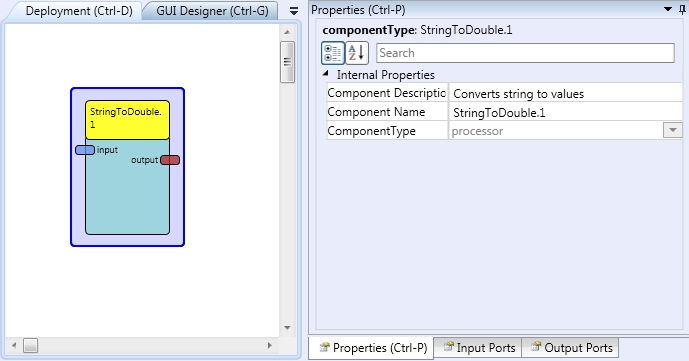 Deployment (Ctrl-D)
GUI Designer (Ctrl-G)
StringToDouble.
1
input
output
Properties (Ctrl-P)
componentType: StringToDouble.1
A
Z
Search
Internal Properties
Component Descriptio
Converts string to values
Component Name
StringToDouble.1
ComponentType
processor
Properties (Ctrl-P)
Input Ports
Output Ports